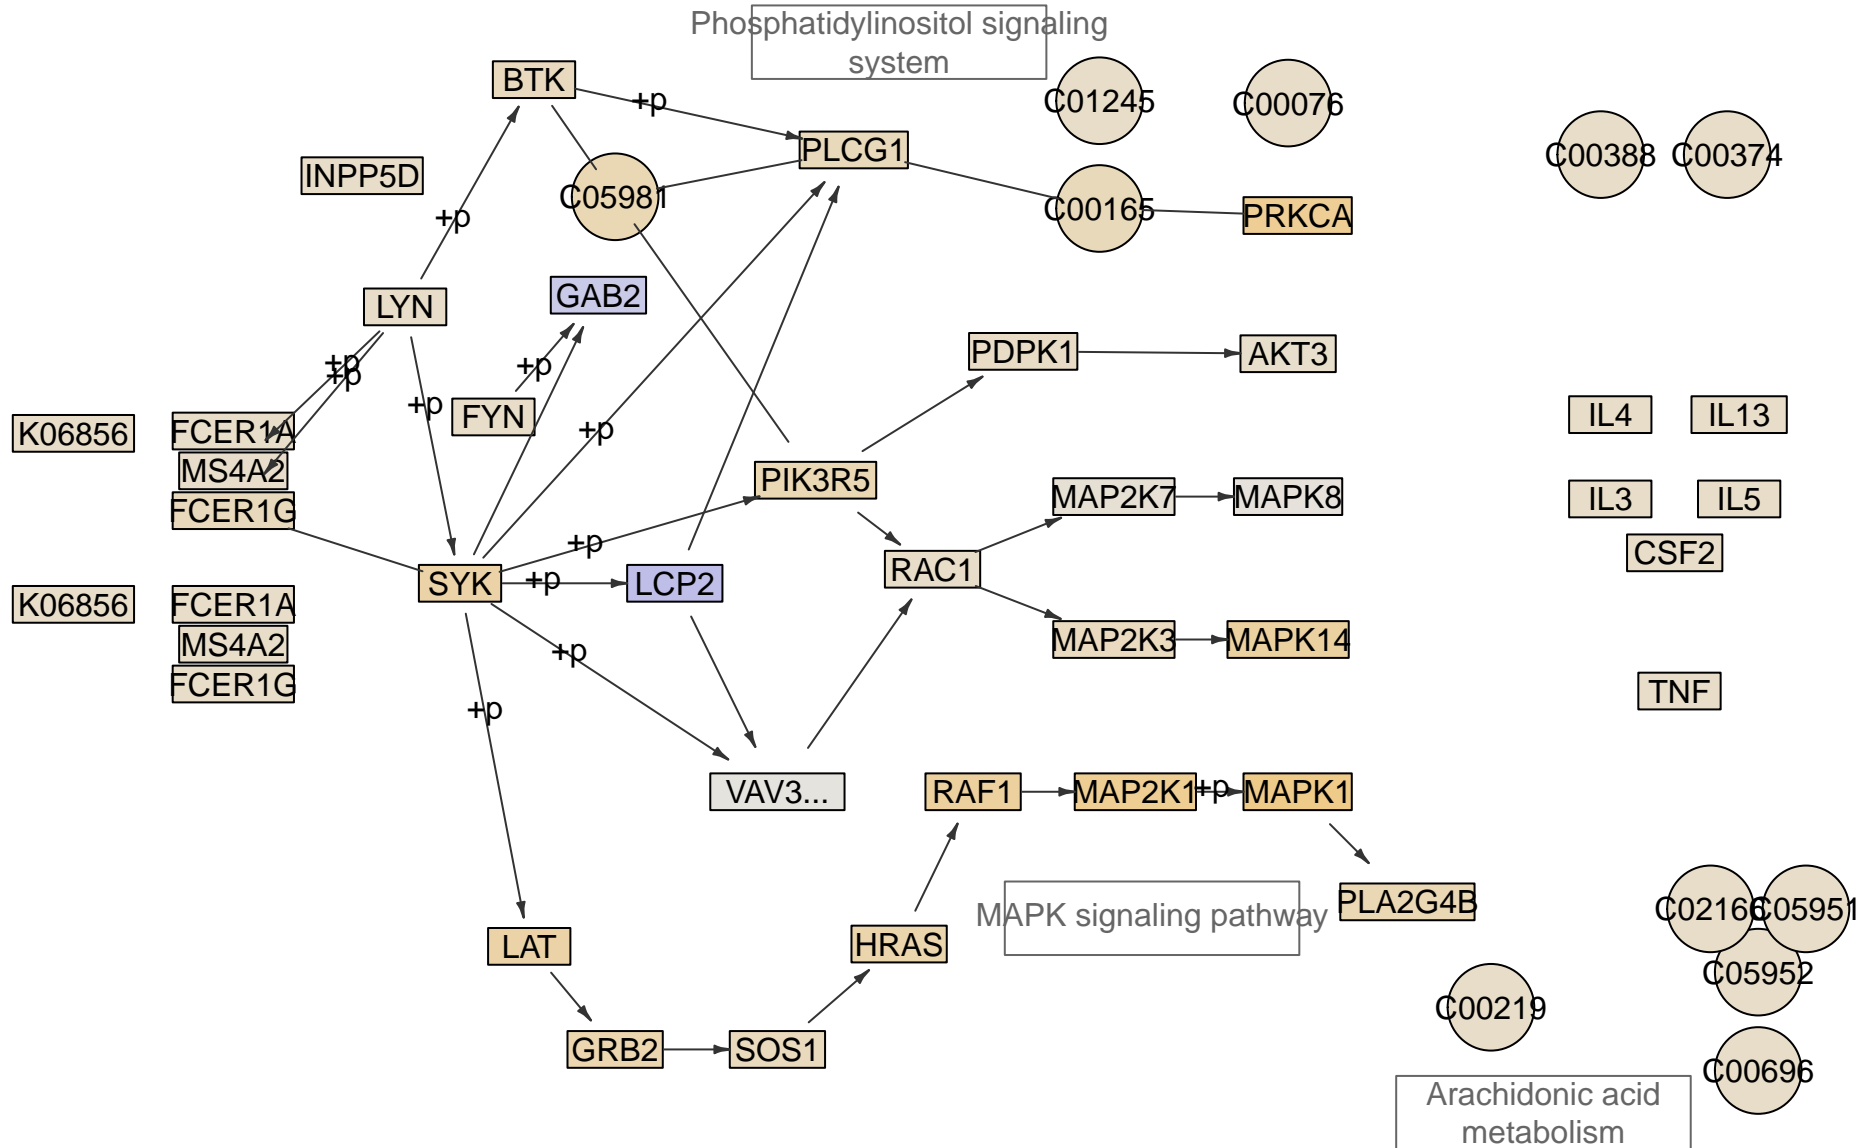 Phosphatidylinositol signaling
system
BTK
+p
C01245
C00076
PLCG1
C00388
C00374
INPP5D
C05981
C00165
PRKCA
+p
LYN
GAB2
PDPK1
AKT3
+p
+p
+p
+p
FYN
IL4
IL13
K06856
FCER1A
+p
MS4A2
PIK3R5
MAP2K7
MAPK8
IL3
IL5
FCER1G
+p
CSF2
RAC1
SYK
+p
LCP2
K06856
FCER1A
MS4A2
+p
MAP2K3
MAPK14
FCER1G
TNF
+p
VAV3...
RAF1
MAP2K1
+p
MAPK1
PLA2G4B
C02166
C05951
MAPK signaling pathway
LAT
HRAS
C05952
C00219
GRB2
SOS1
C00696
Arachidonic acid
metabolism